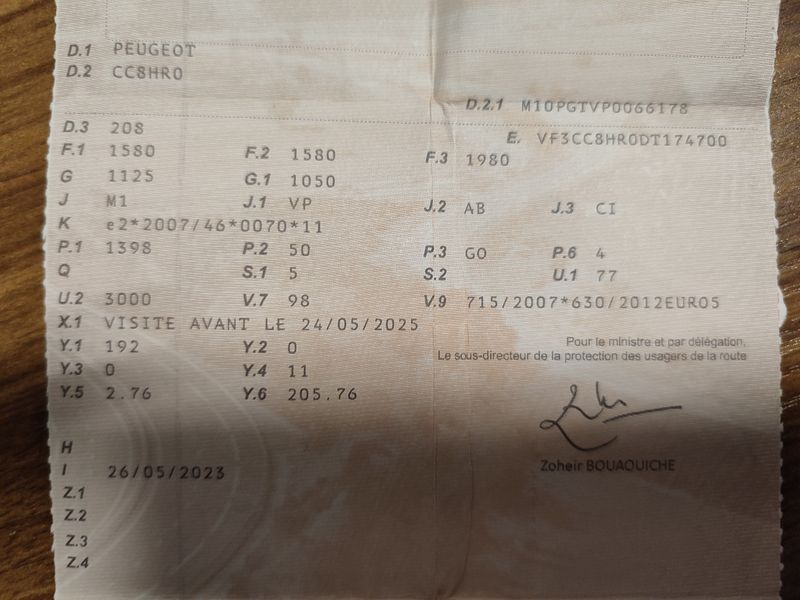 D.1 PEUGEOT
D.2 CC8HR0
D.2.1 M10PGTVP0066178
D.3 208
E. VF3CC8HR0DT174700
F.1 1580 F.2 1580 F.3 1980
G 1125 G.1 1050
J M1 J.1 VP J.2 AB J.3 CI
K e2*2007/46*0070*11
P.1 1398 P.2 50 P.3 GO P.6 4
Q S.1 5 S.2 U.1 77
U.2 3000 V.7 98 V.9 715/2007*630/2012EURO5
X.1 VISITE AVANT LE 24/05/2025
Y.1 192 Y.2 0
Pour le ministre et par délégation,
Le sous-directeur de la protection des usagers de la route
Y.3 0 Y.4 11
Y.5 2.76 Y.6 205.76
H
Zoheir BOUAOUICHE
I 26/05/2023
Z.1
Z.2
Z.3
Z.4